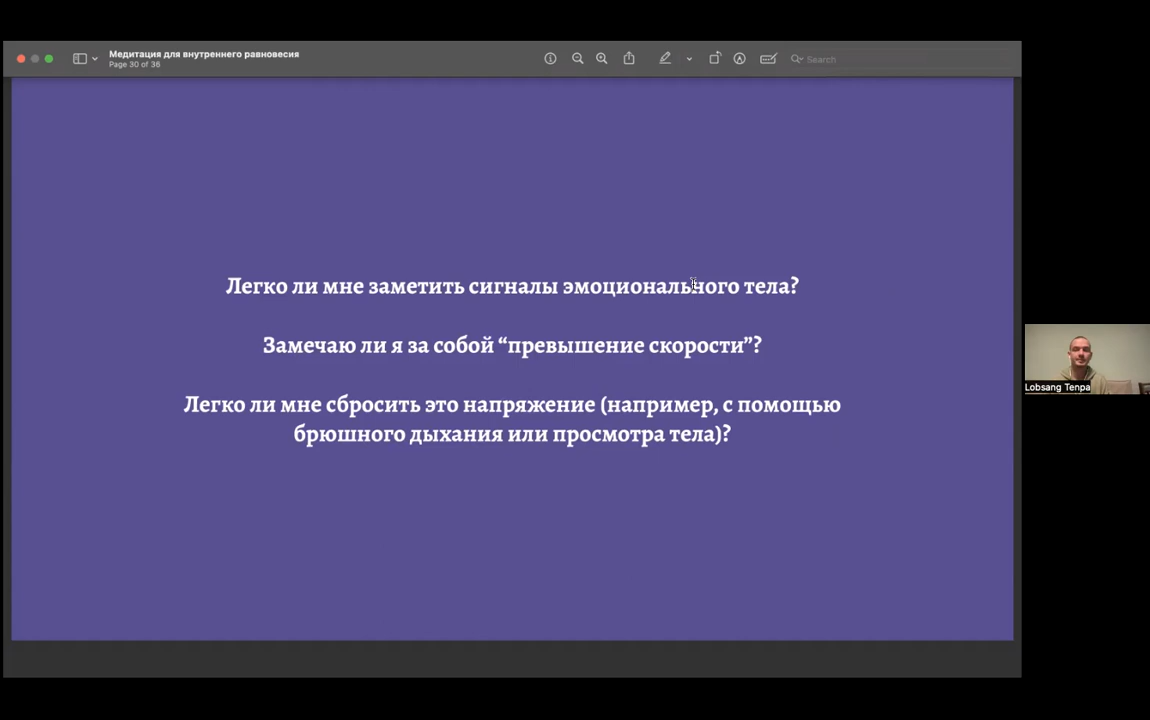 Медитация для внутреннего равновесия
Page 30 of 36
Search
Легко ли мне заметить сигналы эмоционального тела?
Замечаю ли я за собой “превышение скорости”?
Легко ли мне сбросить это напряжение (например, с помощью
брюшного дыхания или просмотра тела)?
Lobsang Tenpa